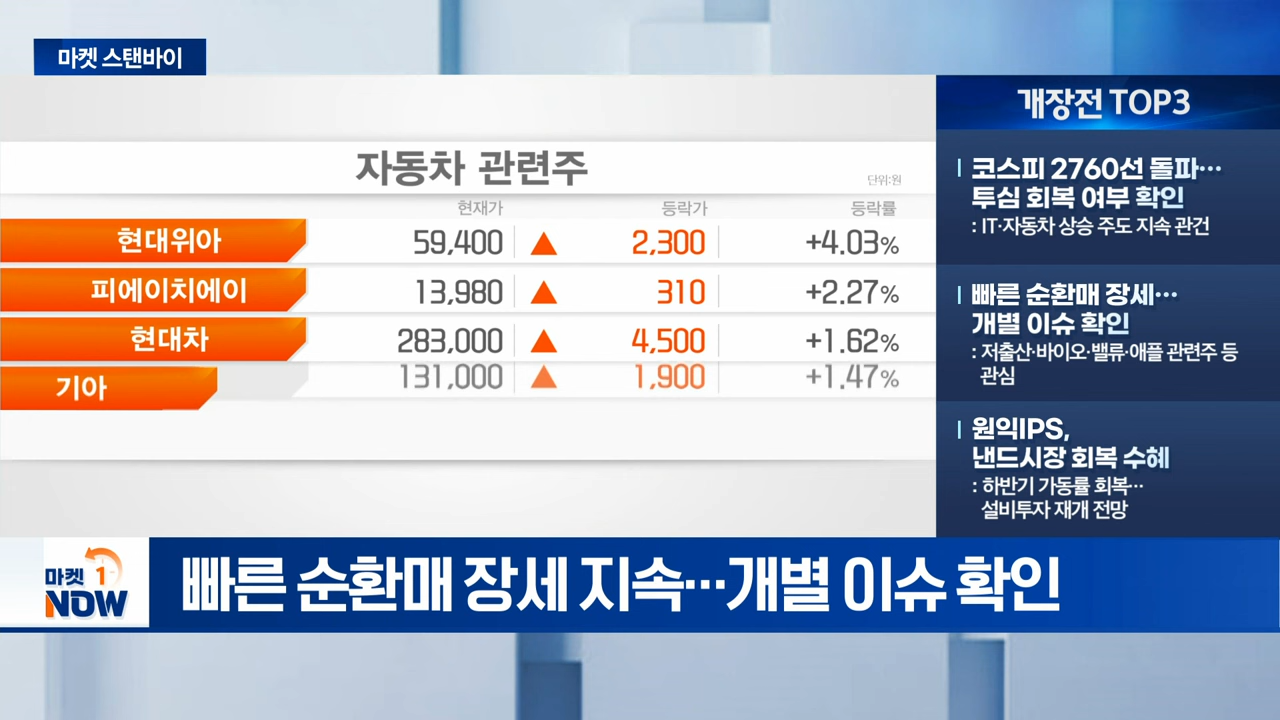 마켓 스탠바이
자동차 관련주
단위:원
현재가 등락가 등락률
현대위아 59,400 ▲ 2,300 +4.03%
피에이치에이 13,980 ▲ 310 +2.27%
현대차 283,000 ▲ 4,500 +1.62%
기아 131,000 ▲ 1,900 +1.47%
개장전 TOP3
코스피 2760선 돌파…
투심 회복 여부 확인
: IT·자동차 상승 주도 지속 관건
빠른 순환매 장세…
개별 이슈 확인
: 저출산·바이오·밸류·애플 관련주 등
관심
원익IPS,
낸드시장 회복 수혜
: 하반기 가동률 회복…
설비투자 재개 전망
마켓 1
NOW
빠른 순환매 장세 지속…개별 이슈 확인